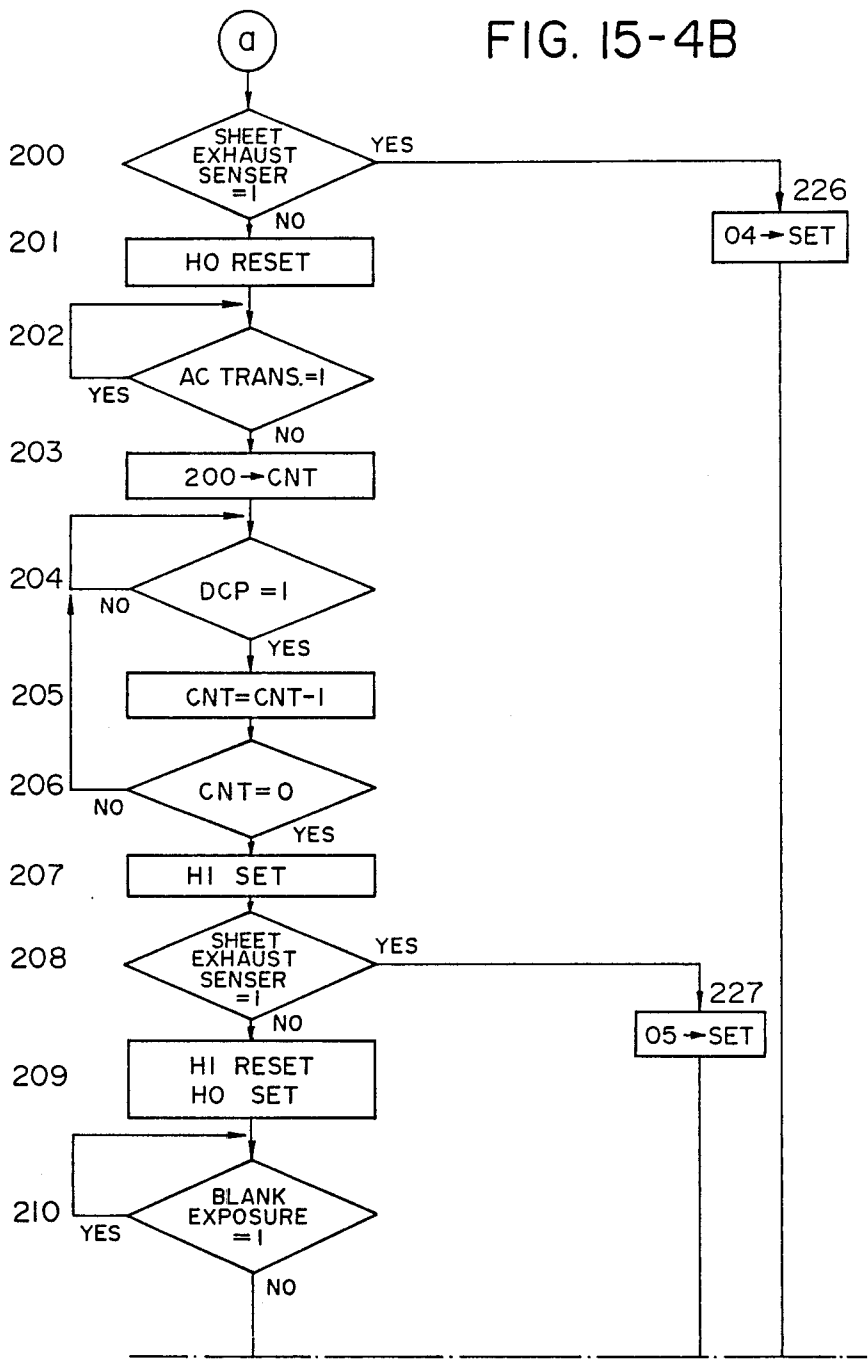 a
FIG. 15-4B
200
SHEET
EXHAUST
SENSER
=1
YES
NO
226
04→SET
201
HO RESET
202
AC TRANS.=1
YES
NO
203
200→CNT
204
DCP =1
NO
YES
205
CNT=CNT-1
206
CNT=0
NO
YES
207
HI SET
208
SHEET
EXHAUST
SENSER
=1
YES
NO
227
05→SET
209
HI RESET
HO SET
210
BLANK
EXPOSURE
=1
YES
NO